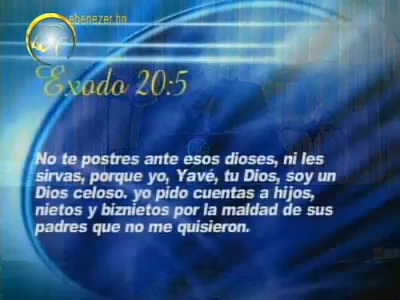 ebenezer.hn
Exodo 20:5
No te postres ante esos dioses, ni les
sirvas, porque yo, Yavé, tu Dios, soy un
Dios celoso. yo pido cuentas a hijos,
nietos y biznietos por la maldad de sus
padres que no me quisieron.